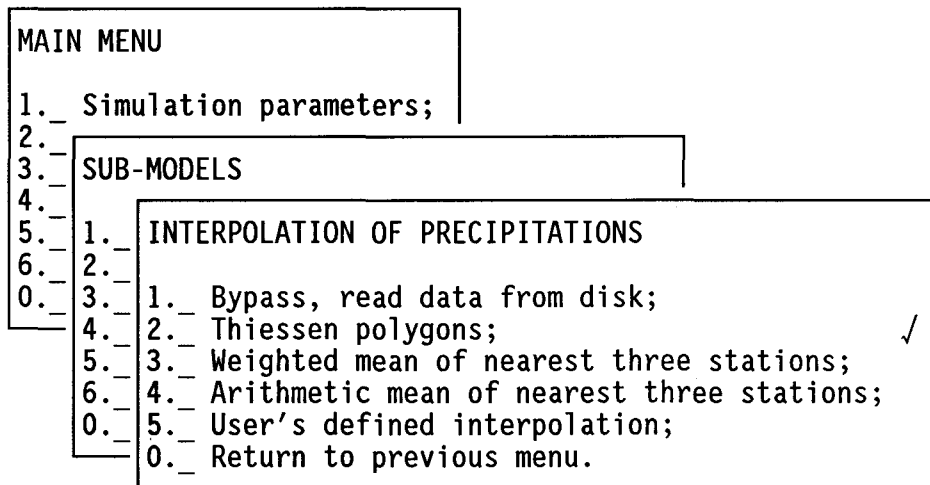 MAIN MENU
1._ Simulation parameters;
2._
3._ SUB-MODELS
4._
5._ 1._ INTERPOLATION OF PRECIPITATIONS
6._ 2._
0._ 3._ 1._ Bypass, read data from disk;
4._ 2._ Thiessen polygons; √
5._ 3._ Weighted mean of nearest three stations;
6._ 4._ Arithmetic mean of nearest three stations;
0._ 5._ User's defined interpolation;
0._ Return to previous menu.